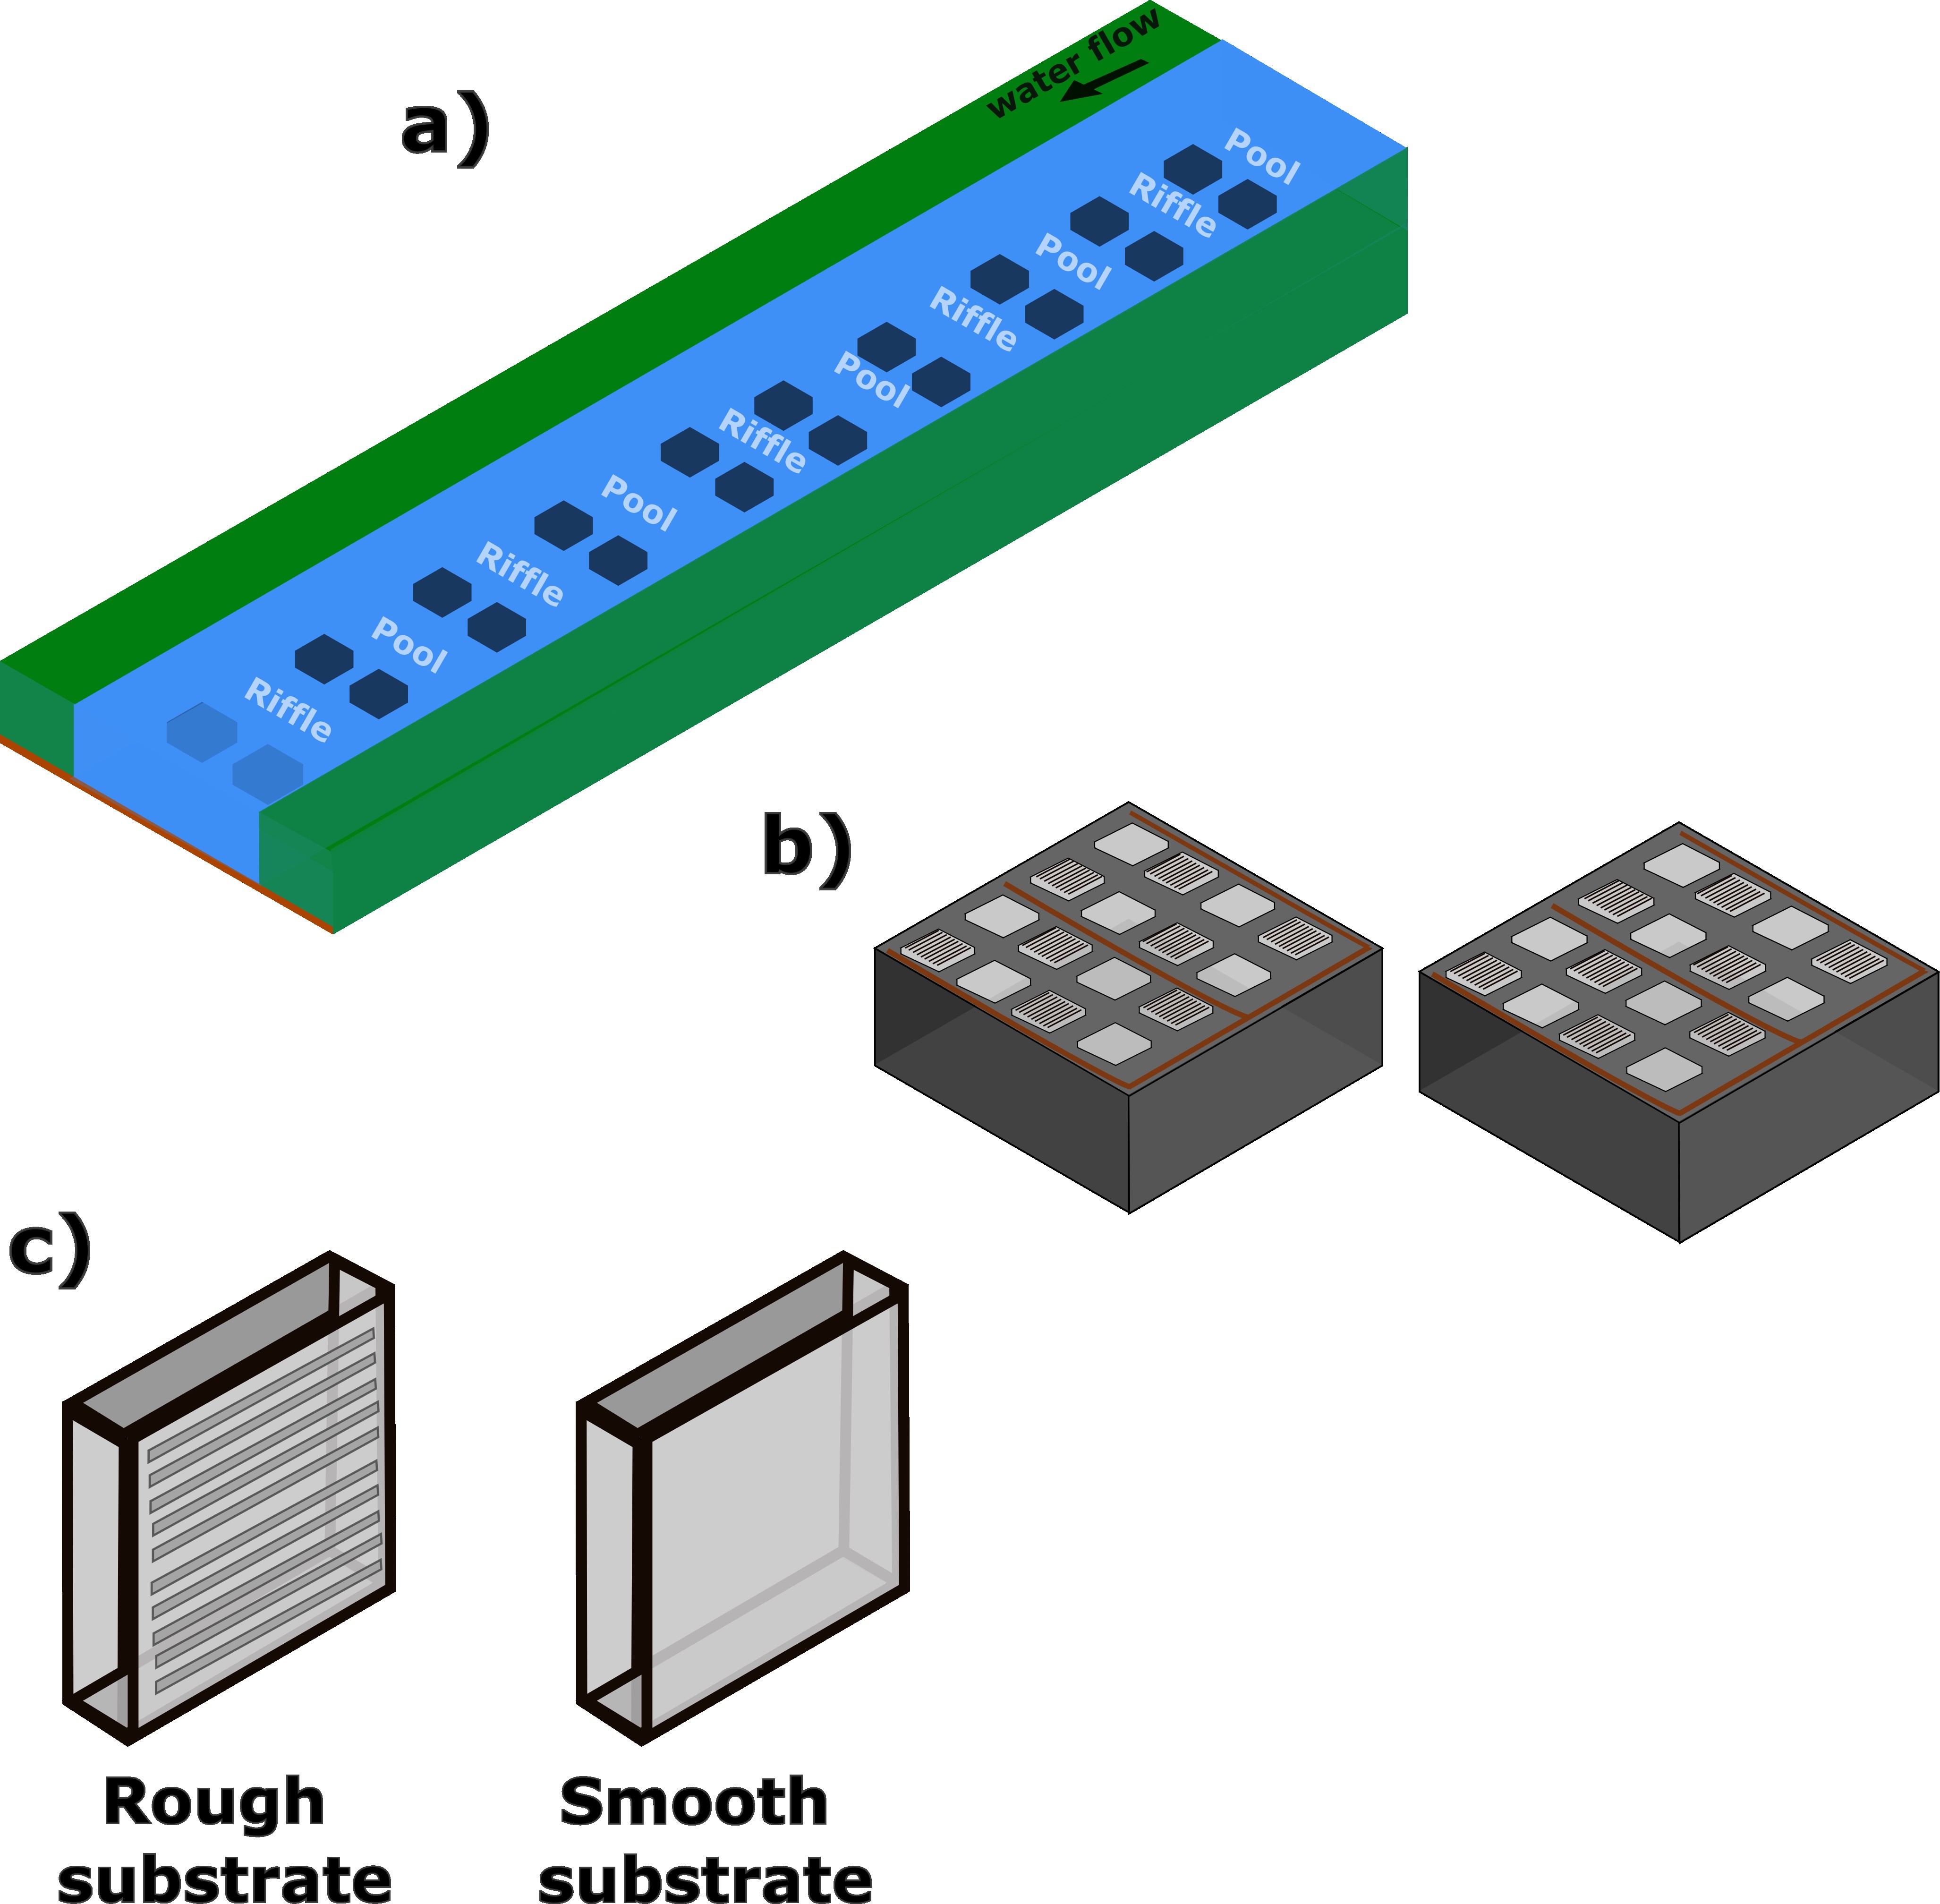 a)
water flow
Pool
Riffle
Pool
Riffle
Pool
Riffle
Pool
Riffle
Pool
Riffle
b)
c)
Rough
substrate
Smooth
substrate